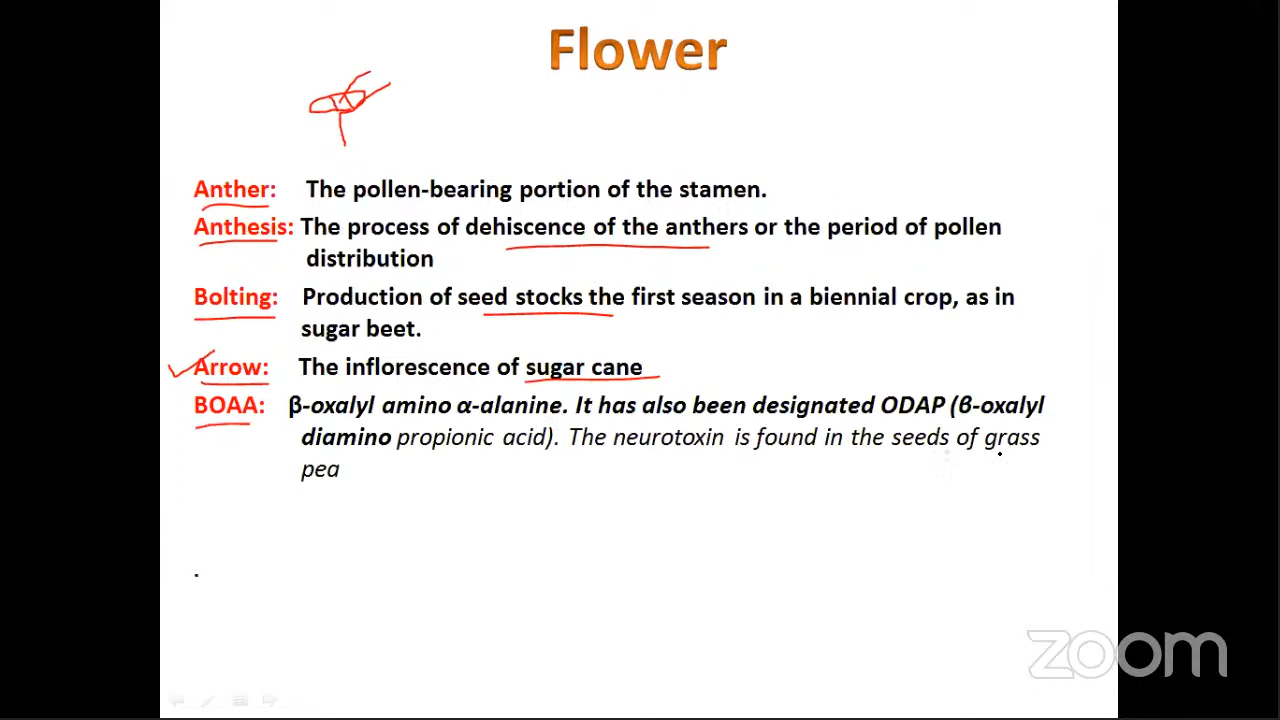 Flower
Anther: The pollen-bearing portion of the stamen.
Anthesis: The process of dehiscence of the anthers or the period of pollen
distribution
Bolting: Production of seed stocks the first season in a biennial crop, as in
sugar beet.
Arrow: The inflorescence of sugar cane
BOAA: β-oxalyl amino α-alanine. It has also been designated ODAP (β-oxalyl
diamino propionic acid). The neurotoxin is found in the seeds of grass
pea
.
zoom